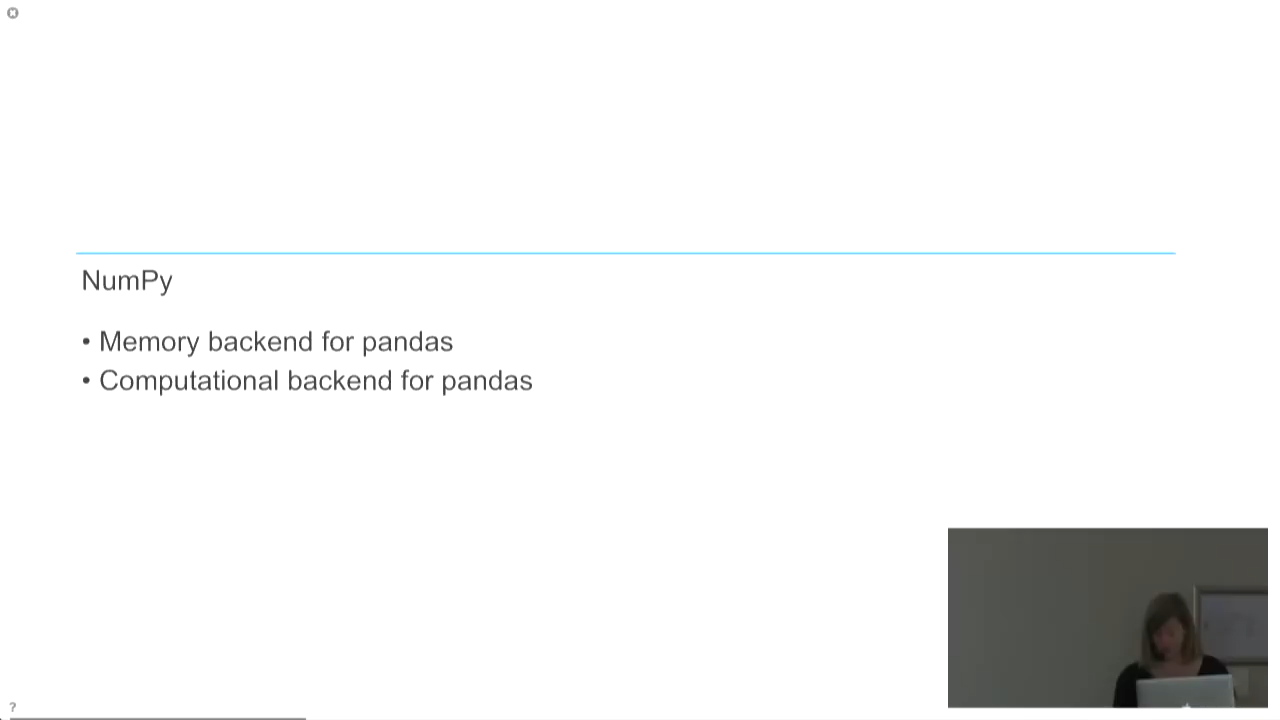 NumPy
• Memory backend for pandas
• Computational backend for pandas
?